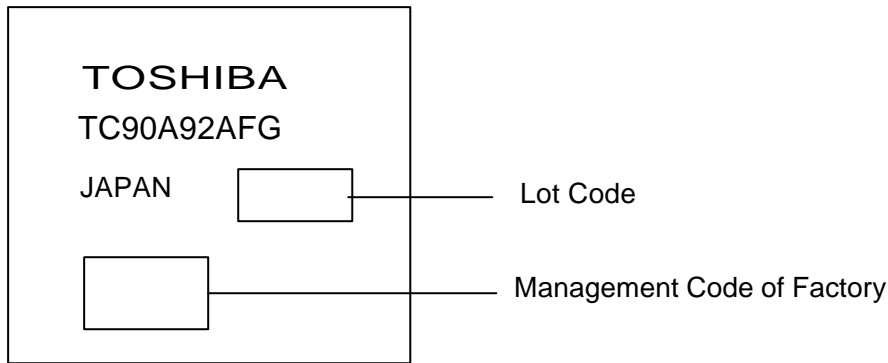 TOSHIBA
TC90A92AFG
JAPAN
Lot Code
Management Code of Factory